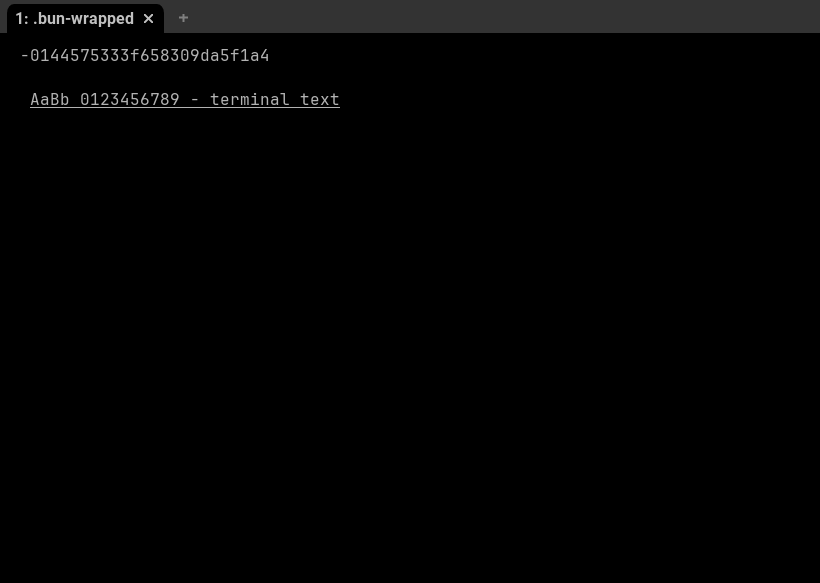 1: .bun-wrapped × +
-0144575333f658309da5f1a4
AaBb 0123456789 - terminal text